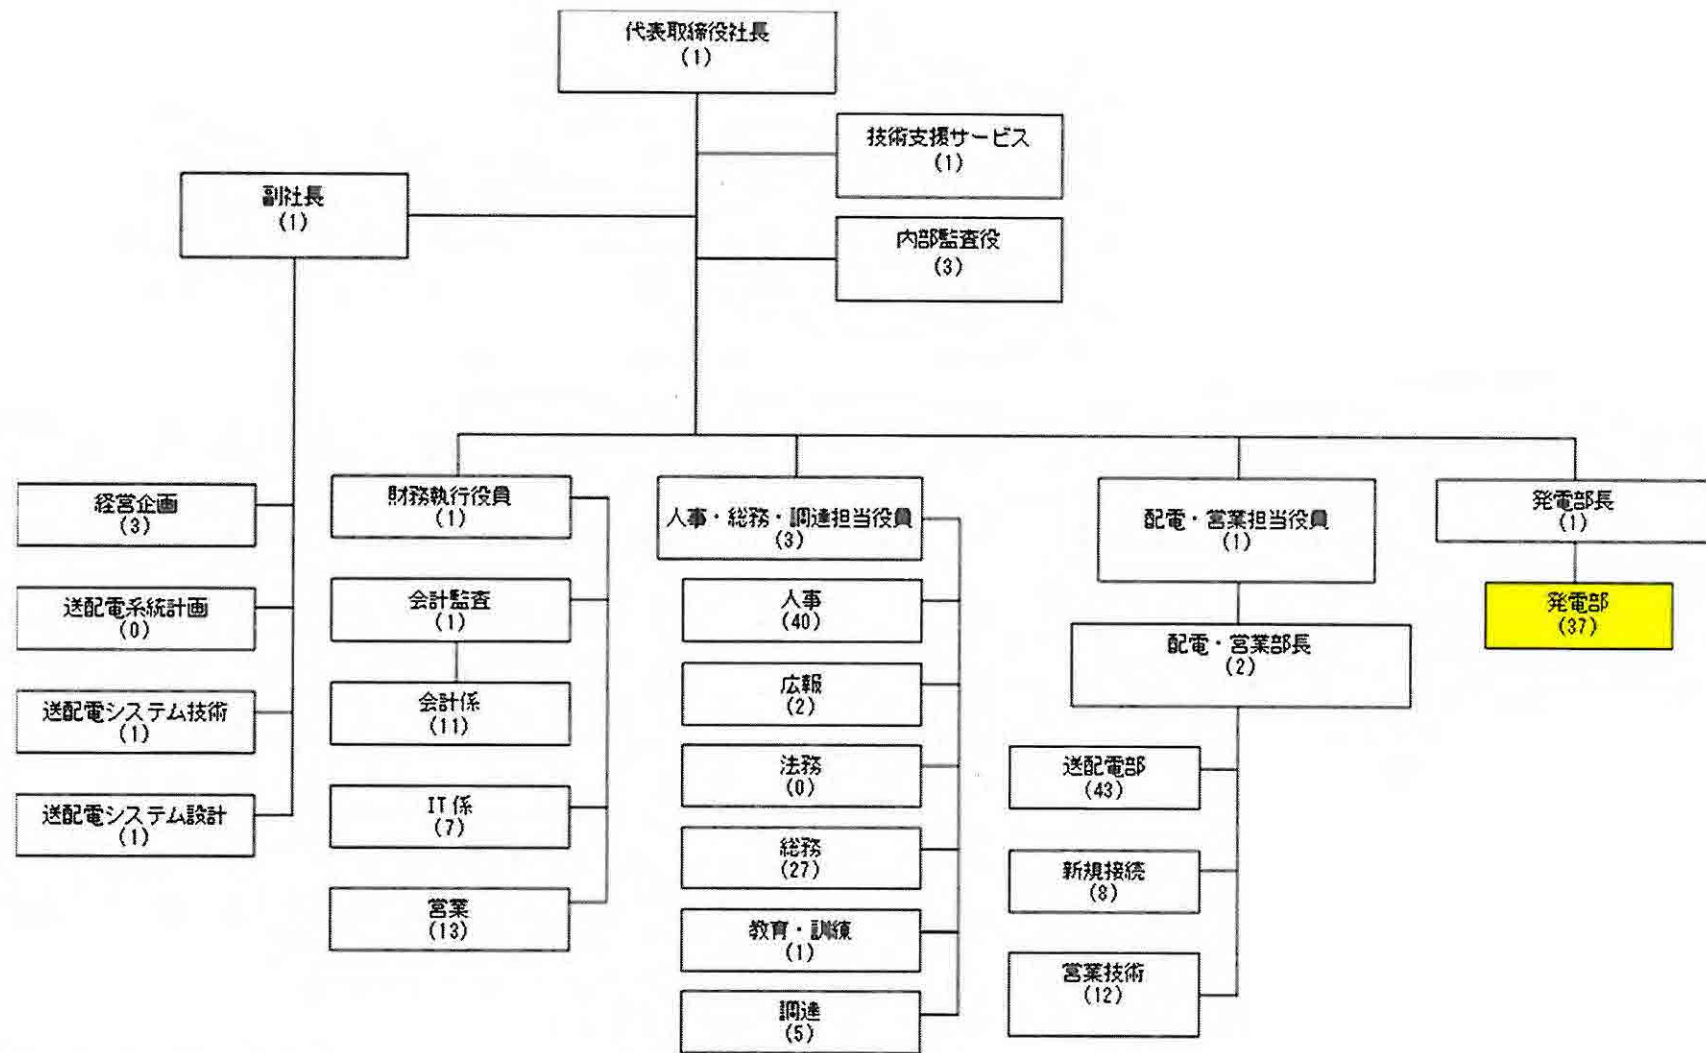 代表取締役社長
(1)
技術支援サービス
(1)
副社長
(1)
内部監査役
(3)
経営企画
(3)
送配電系統計画
(0)
送配電システム技術
(1)
送配電システム設計
(1)
財務執行役員
(1)
会計監査
(1)
会計係
(11)
IT係
(7)
営業
(13)
人事・総務・調達担当役員
(3)
人事
(40)
広報
(2)
法務
(0)
総務
(27)
教育・訓練
(1)
調達
(5)
配電・営業担当役員
(1)
配電・営業部長
(2)
送配電部
(43)
新規接続
(8)
営業技術
(12)
発電部長
(1)
発電部
(37)